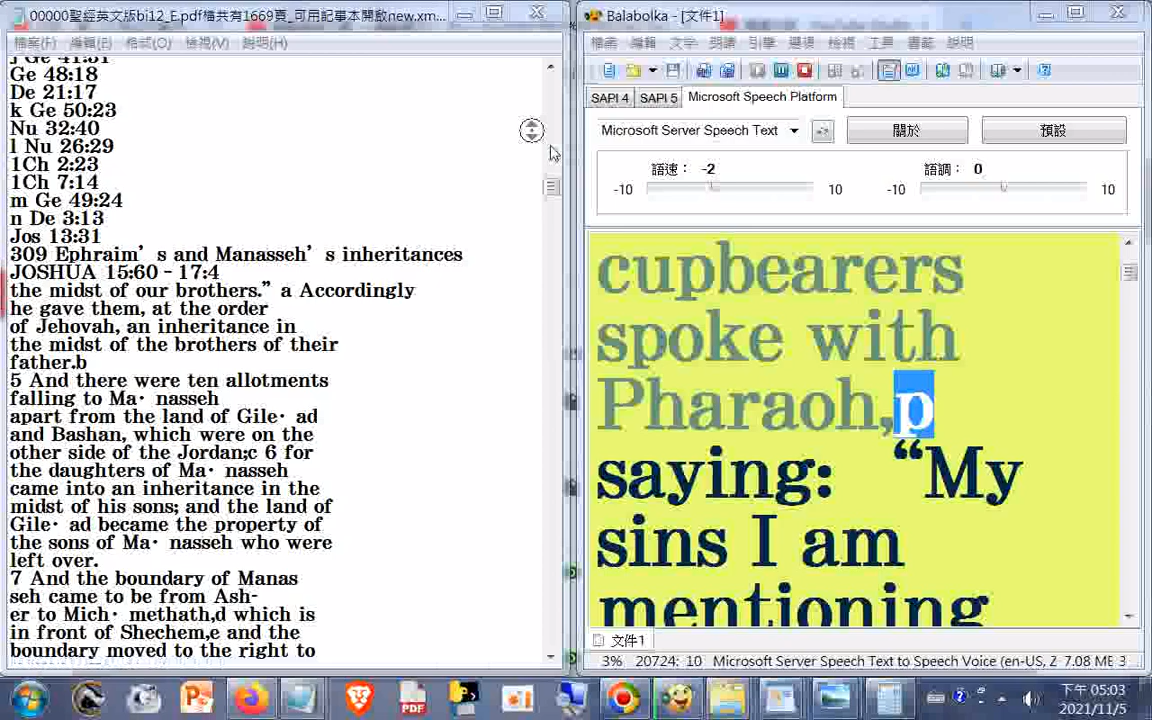 00000聖經英文版bi12_E.pdf檔共有1669頁_可用記事本開啟new.xm...
檔案(F) 編輯(E) 格式(O) 檢視(V) 說明(H)
j Ge 41:51
Ge 48:18
De 21:17
k Ge 50:23
Nu 32:40
l Nu 26:29
1Ch 2:23
1Ch 7:14
m Ge 49:24
n De 3:13
Jos 13:31
309 Ephraim’s and Manasseh’s inheritances
JOSHUA 15:60–17:4
the midst of our brothers.” a Accordingly
he gave them, at the order
of Jehovah, an inheritance in
the midst of the brothers of their
father.b
5 And there were ten allotments
falling to Ma·nasseh
apart from the land of Gile·ad
and Bashan, which were on the
other side of the Jordan;c 6 for
the daughters of Ma·nasseh
came into an inheritance in the
midst of his sons; and the land of
Gile·ad became the property of
the sons of Ma·nasseh who were
left over.
7 And the boundary of Manas
seh came to be from Ash-
er to Mich·methath,d which is
in front of Shechem,e and the
boundary moved to the right to
Balabolka - [文件1]
檔案 編輯 文字 朗讀 引擎 選項 檢視 工具 書籤 說明
SAPI 4 SAPI 5 Microsoft Speech Platform
Microsoft Server Speech Text 關於 預設
語速： -2 語調： 0
-10 10 -10 10
cupbearers
spoke with
Pharaoh,p
saying: “My
sins I am
mentioning
文件1
3% 20724: 10 Microsoft Server Speech Text to Speech Voice (en-US, Z 7.08 MB 3
PDF
下午 05:03
2021/11/5